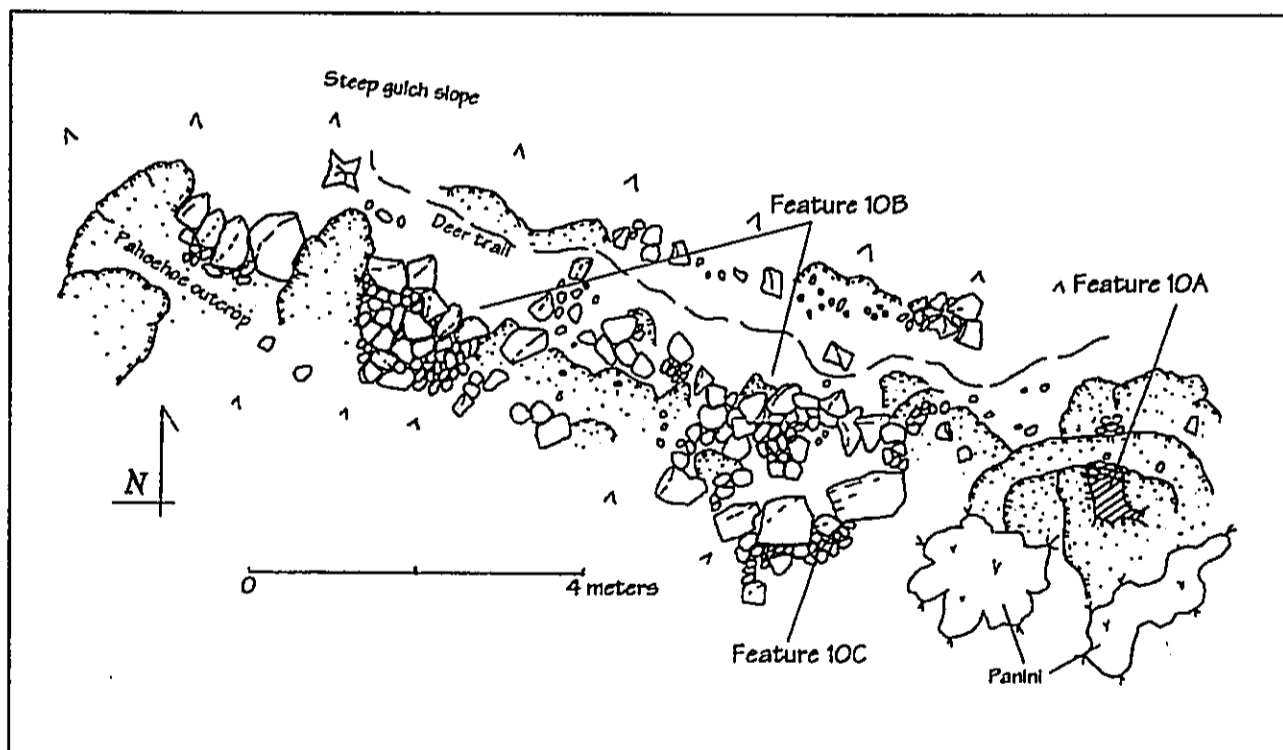 Steep gulch slope
Feature 10B
Deer trail
Pahoehoe outcrop
Feature 10A
N
0
4 meters
Feature 10C
Panini